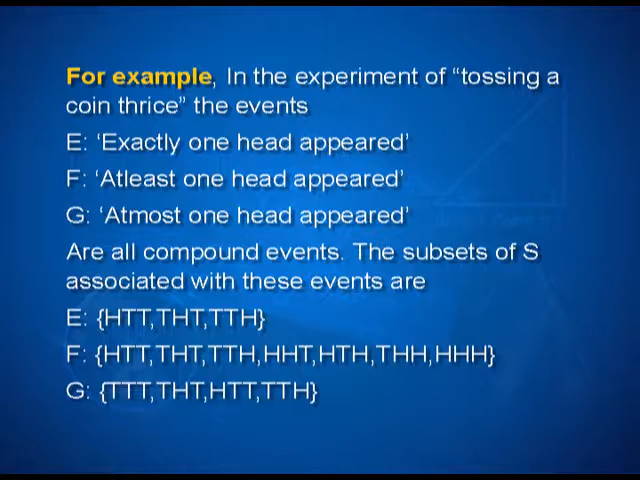 For example, In the experiment of “tossing a
coin thrice” the events
E: ‘Exactly one head appeared’
F: ‘Atleast one head appeared’
G: ‘Atmost one head appeared’
Are all compound events. The subsets of S
associated with these events are
E: {HTT,THT,TTH}
F: {HTT,THT,TTH,HHT,HTH,THH,HHH}
G: {TTT,THT,HTT,TTH}